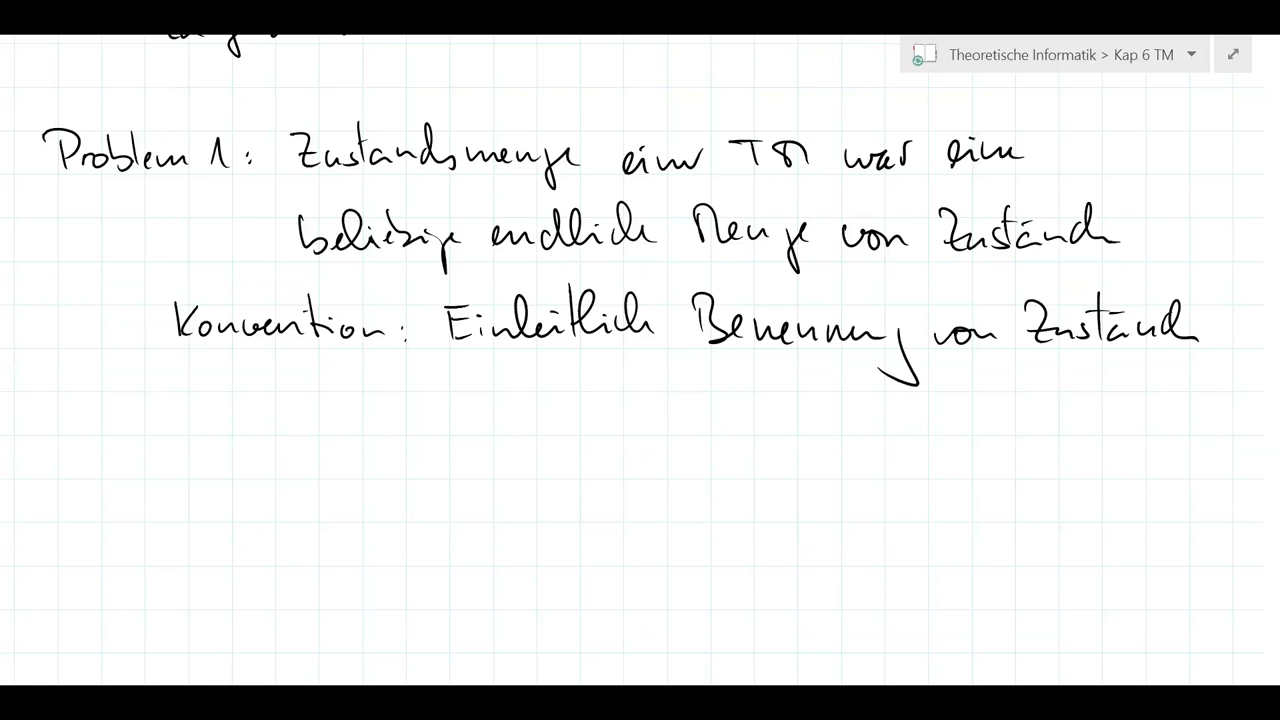 Theoretische Informatik > Kap 6 TM
Problem 1: Zustandsmenge einer TM war eine
beliebige endliche Menge von Zuständen
Konvention: Einheitliche Benennung von Zuständen